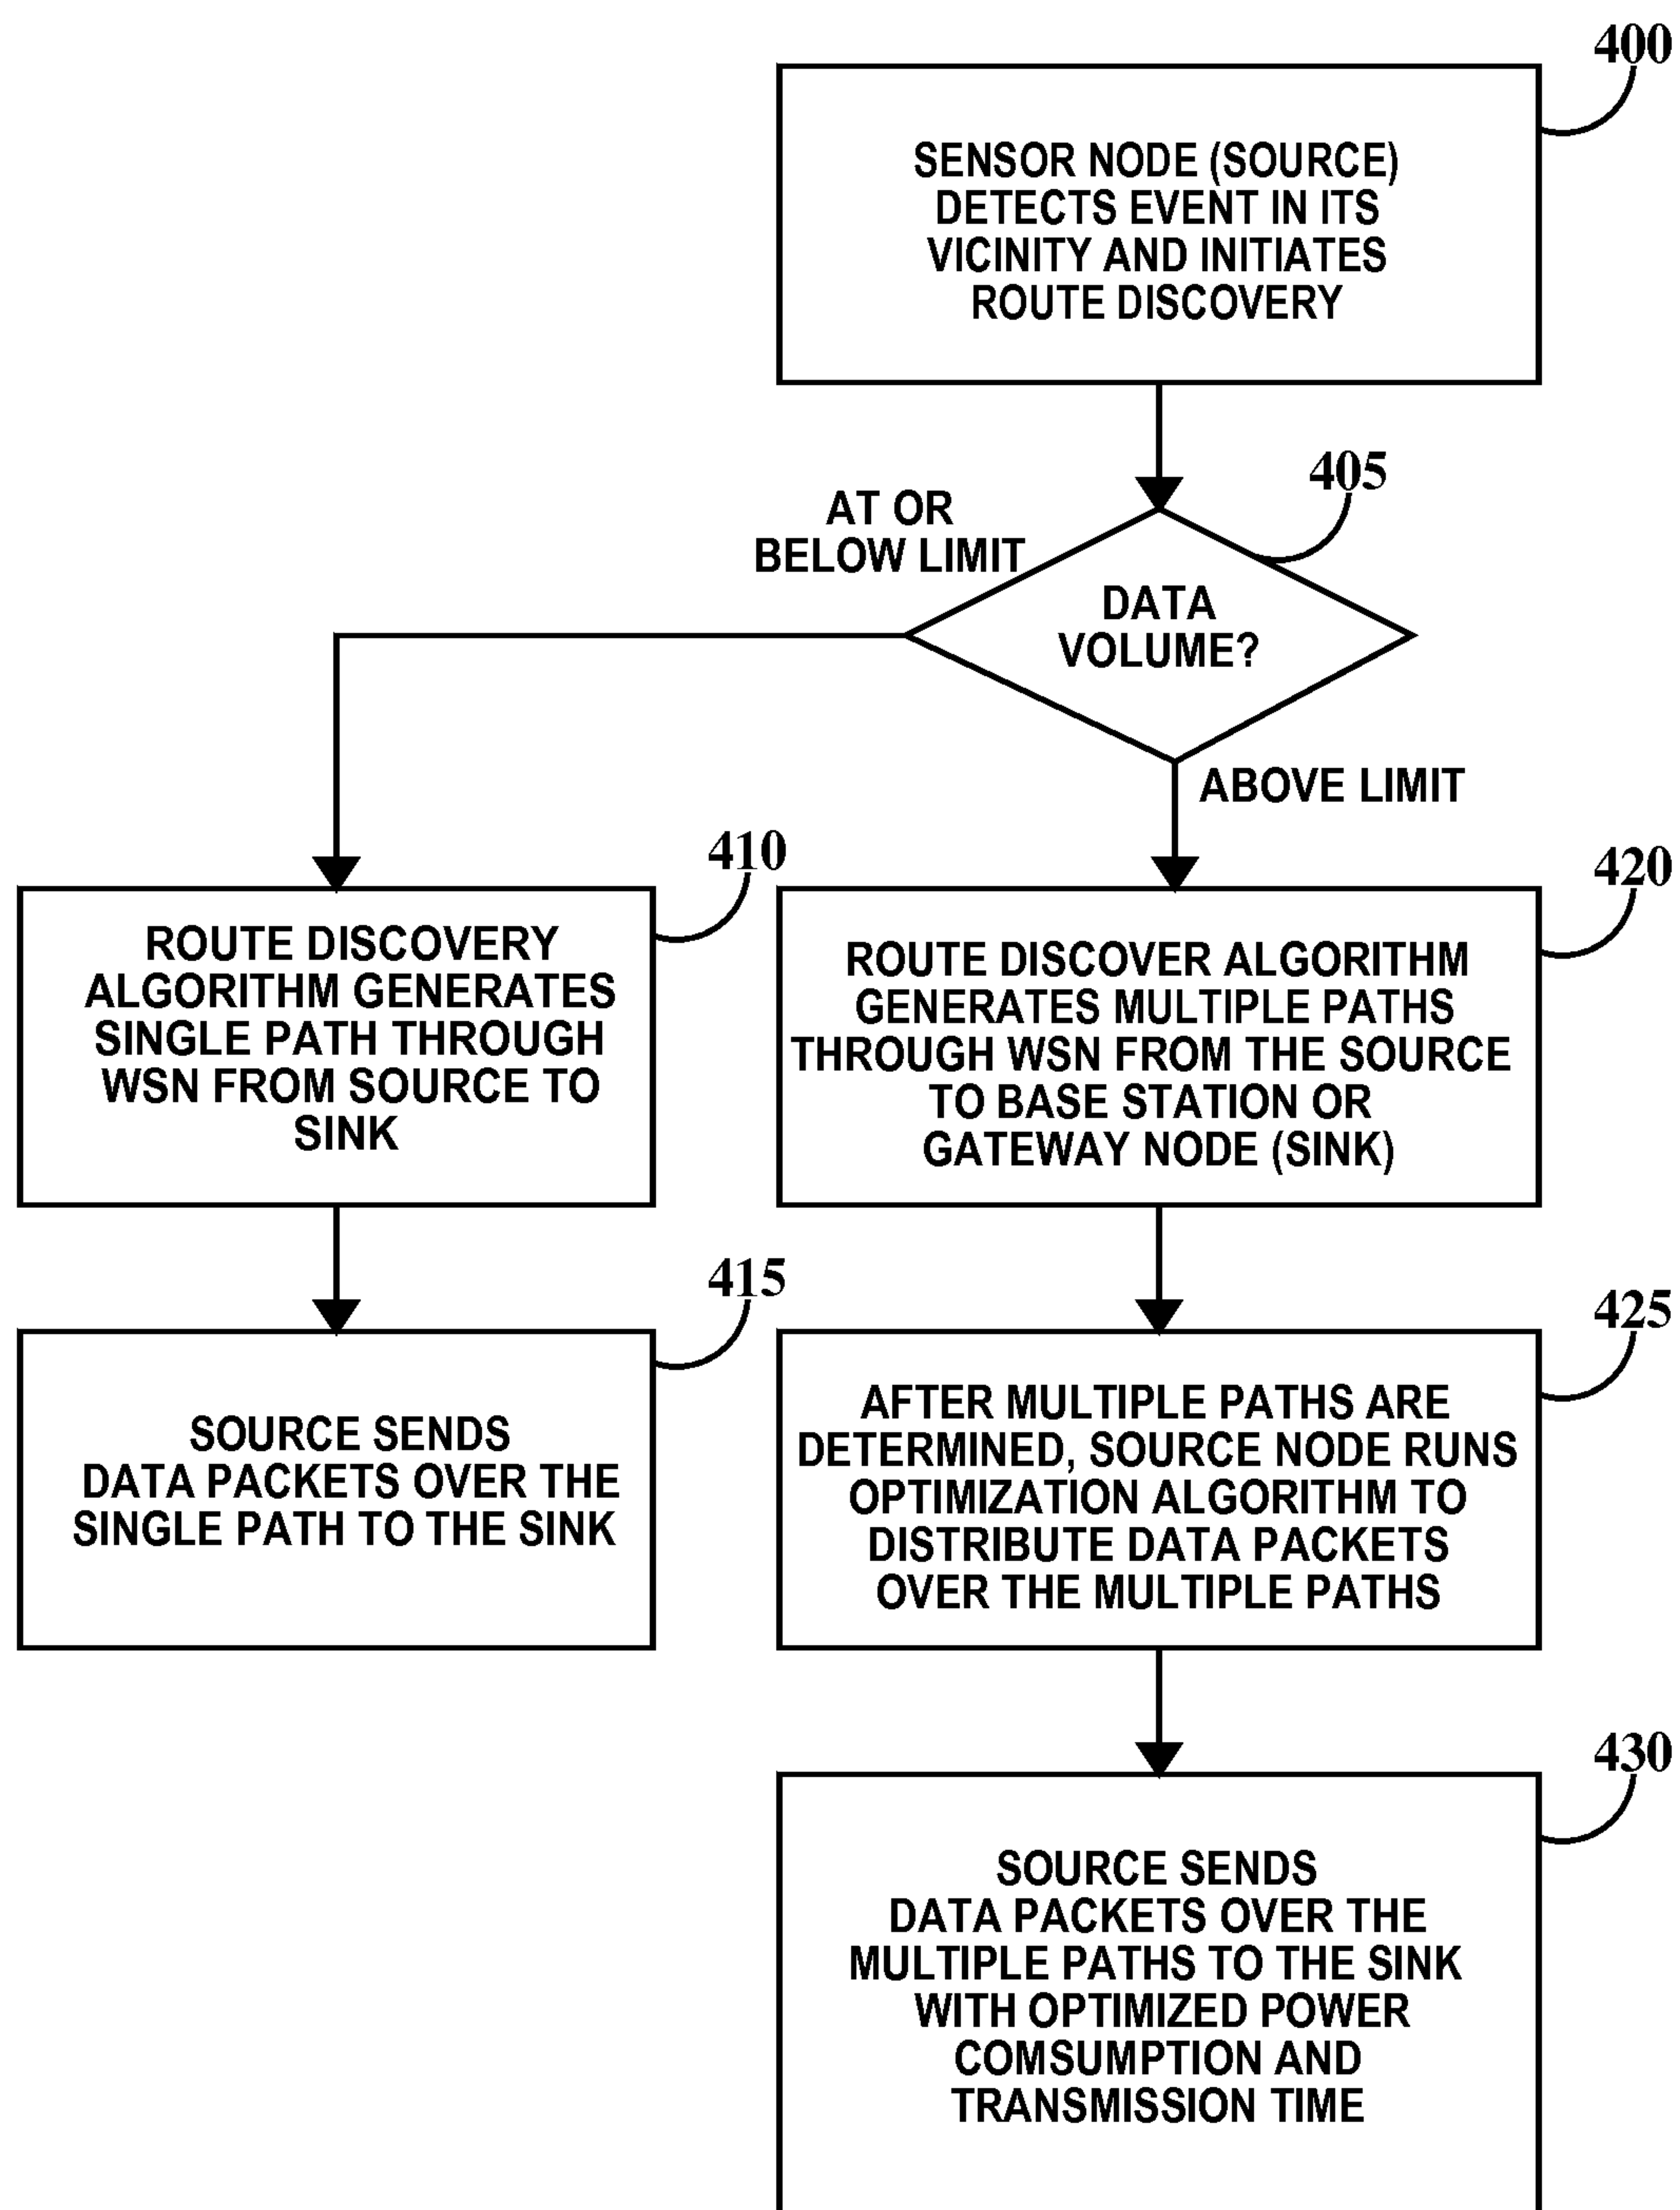 400
SENSOR NODE (SOURCE)
DETECTS EVENT IN ITS
VICINITY AND INITIATES
ROUTE DISCOVERY
405
AT OR
BELOW LIMIT
DATA
VOLUME?
ABOVE LIMIT
410
ROUTE DISCOVERY
ALGORITHM GENERATES
SINGLE PATH THROUGH
WSN FROM SOURCE TO
SINK
420
ROUTE DISCOVER ALGORITHM
GENERATES MULTIPLE PATHS
THROUGH WSN FROM THE SOURCE
TO BASE STATION OR
GATEWAY NODE (SINK)
415
SOURCE SENDS
DATA PACKETS OVER THE
SINGLE PATH TO THE SINK
425
AFTER MULTIPLE PATHS ARE
DETERMINED, SOURCE NODE RUNS
OPTIMIZATION ALGORITHM TO
DISTRIBUTE DATA PACKETS
OVER THE MULTIPLE PATHS
430
SOURCE SENDS
DATA PACKETS OVER THE
MULTIPLE PATHS TO THE SINK
WITH OPTIMIZED POWER
COMSUMPTION AND
TRANSMISSION TIME